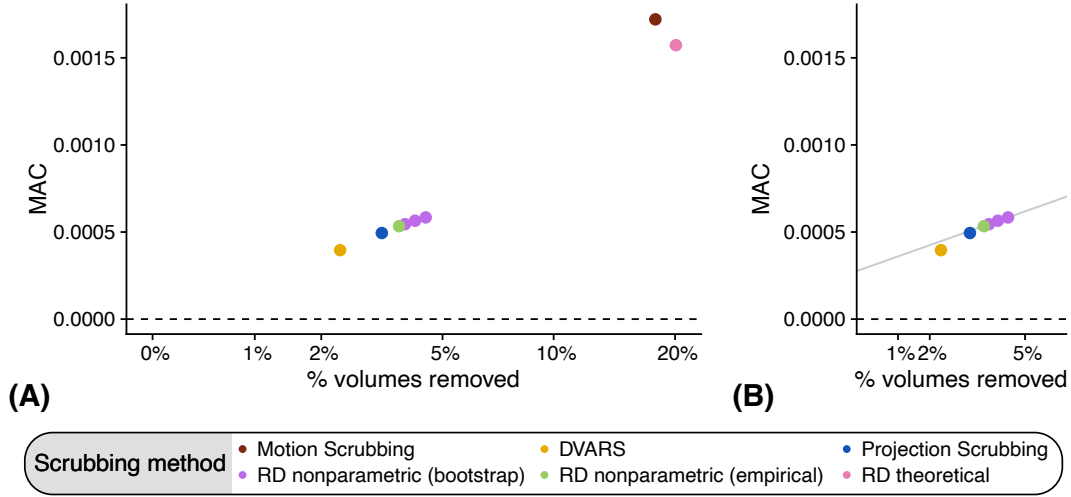 MAC
0.0015
0.0010
0.0005
0.0000
0% 1% 2% 5% 10% 20%
% volumes removed
(A)
MAC
0.0015
0.0010
0.0005
0.0000
1% 2% 5%
% volumes removed
(B)
Scrubbing method
Motion Scrubbing DVARS Projection Scrubbing
RD nonparametric (bootstrap) RD nonparametric (empirical) RD theoretical